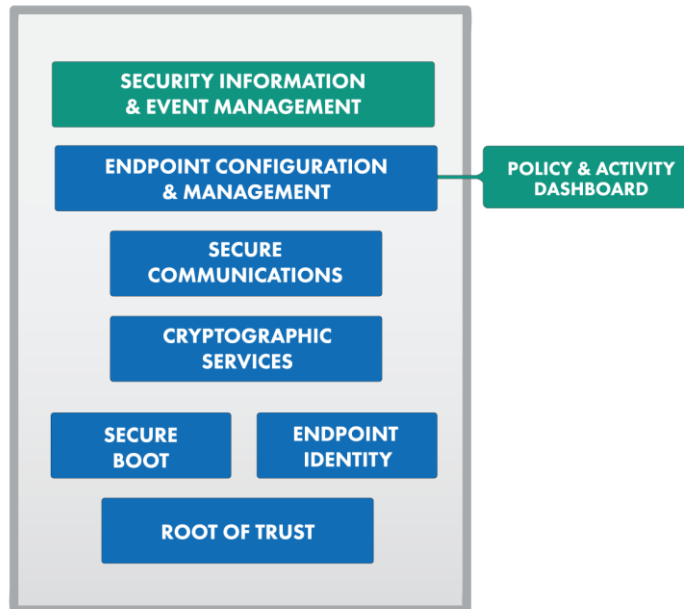 SECURITY INFORMATION
& EVENT MANAGEMENT
ENDPOINT CONFIGURATION
& MANAGEMENT
POLICY & ACTIVITY
DASHBOARD
SECURE
COMMUNICATIONS
CRYPTOGRAPHIC
SERVICES
SECURE
BOOT
ENDPOINT
IDENTITY
ROOT OF TRUST